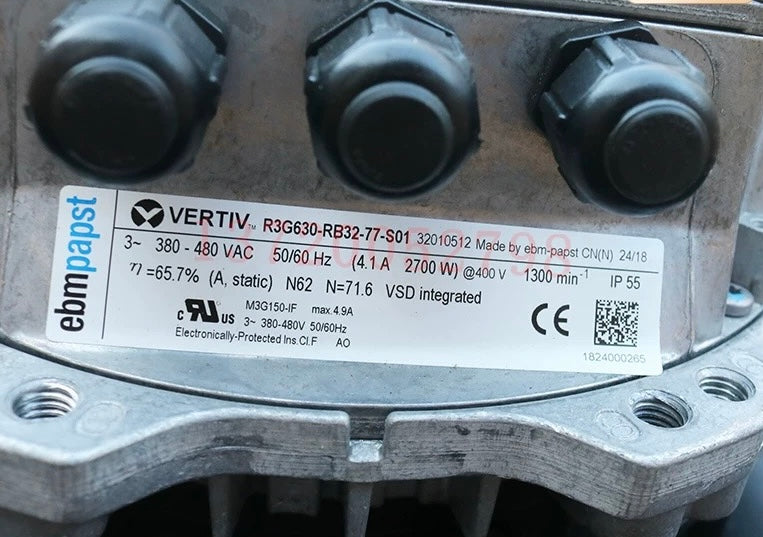 ebmpapst
VERTIV™ R3G630-RB32-77-S01 32010512 Made by ebm-papst CN(N) 24/18
3~ 380 - 480 VAC 50/60 Hz (4.1 A 2700 W) @400 V 1300 min⁻¹ IP 55
η =65.7% (A, static) N62 N=71.6 VSD integrated
c RU us M3G150-IF max.4.9A
3~ 380-480V 50/60Hz
Electronically-Protected Ins.Cl.F AO
CE
1824000265